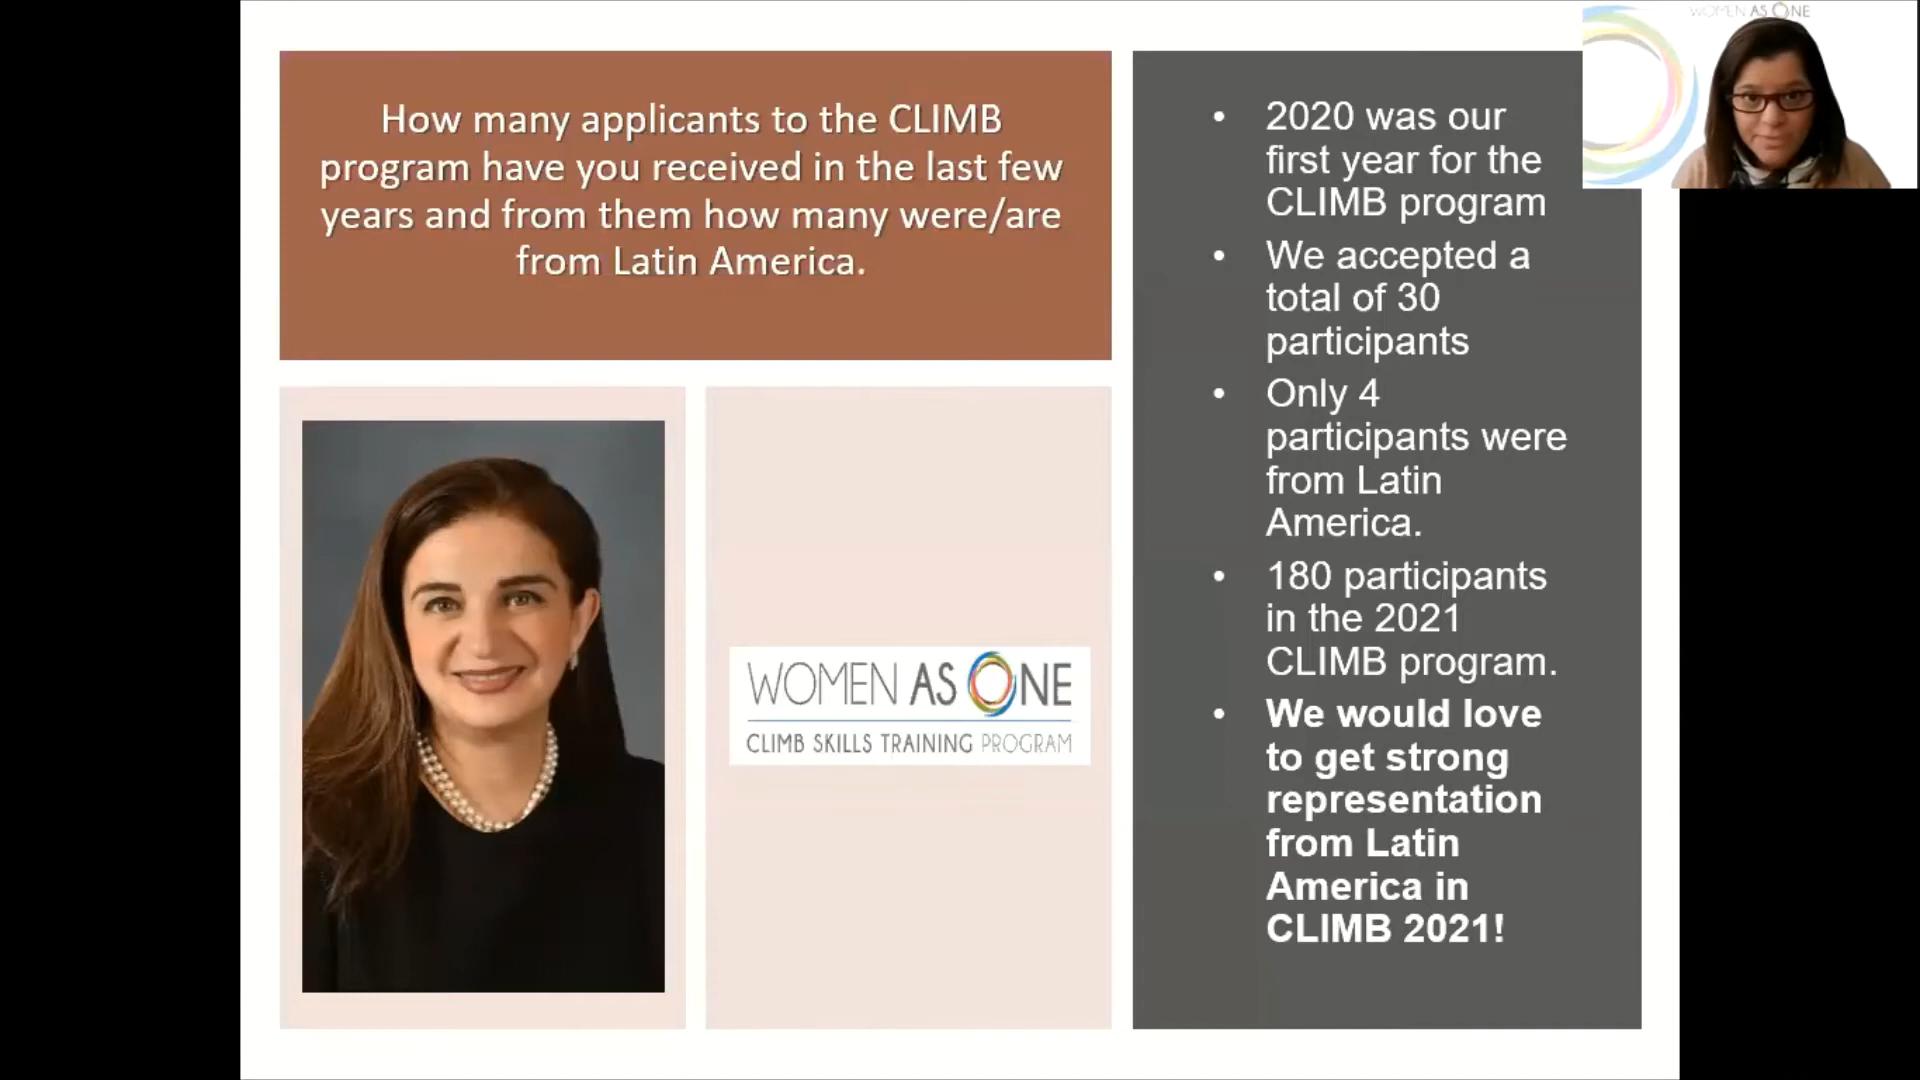 How many applicants to the CLIMB
program have you received in the last few
years and from them how many were/are
from Latin America.
WOMEN AS ONE
CLIMB SKILLS TRAINING PROGRAM
• 2020 was our
first year for the
CLIMB program
• We accepted a
total of 30
participants
• Only 4
participants were
from Latin
America.
• 180 participants
in the 2021
CLIMB program.
• We would love
to get strong
representation
from Latin
America in
CLIMB 2021!
WOMEN AS ONE